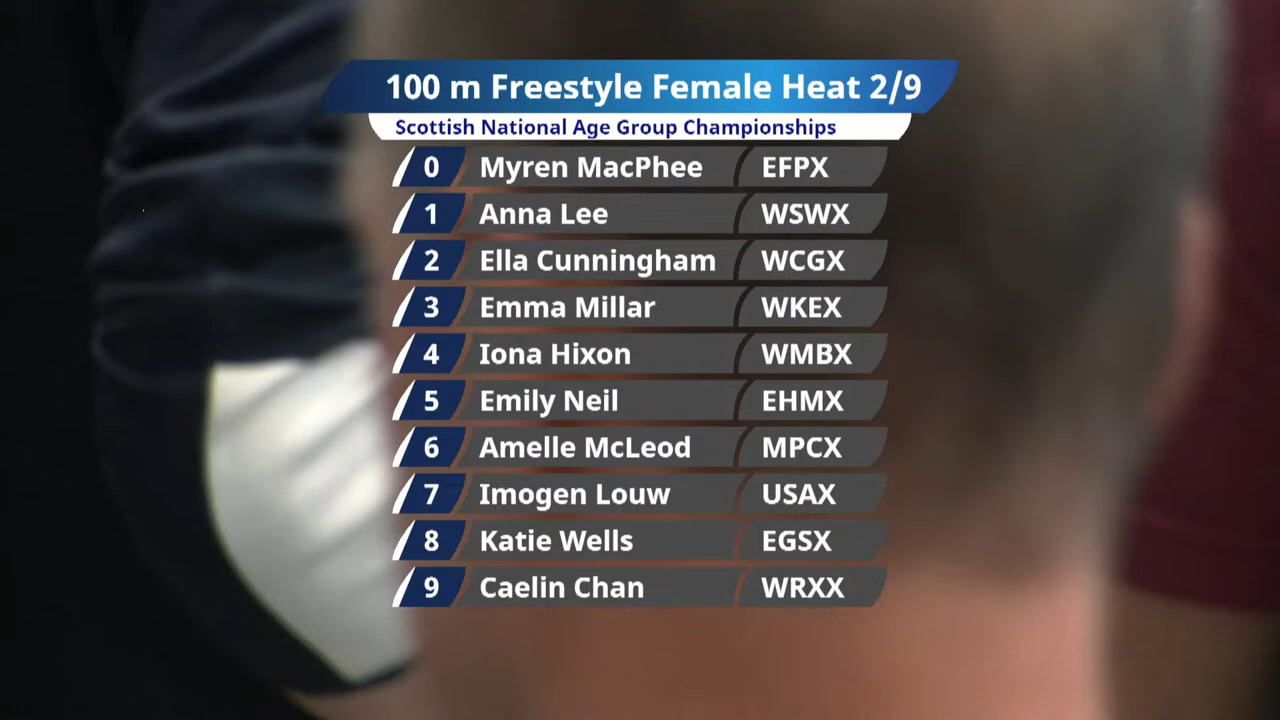 100 m Freestyle Female Heat 2/9
Scottish National Age Group Championships
0 Myren MacPhee EFPX
1 Anna Lee WSWX
2 Ella Cunningham WCGX
3 Emma Millar WKEX
4 Iona Hixon WMBX
5 Emily Neil EHMX
6 Amelle McLeod MPCX
7 Imogen Louw USAX
8 Katie Wells EGSX
9 Caelin Chan WRXX